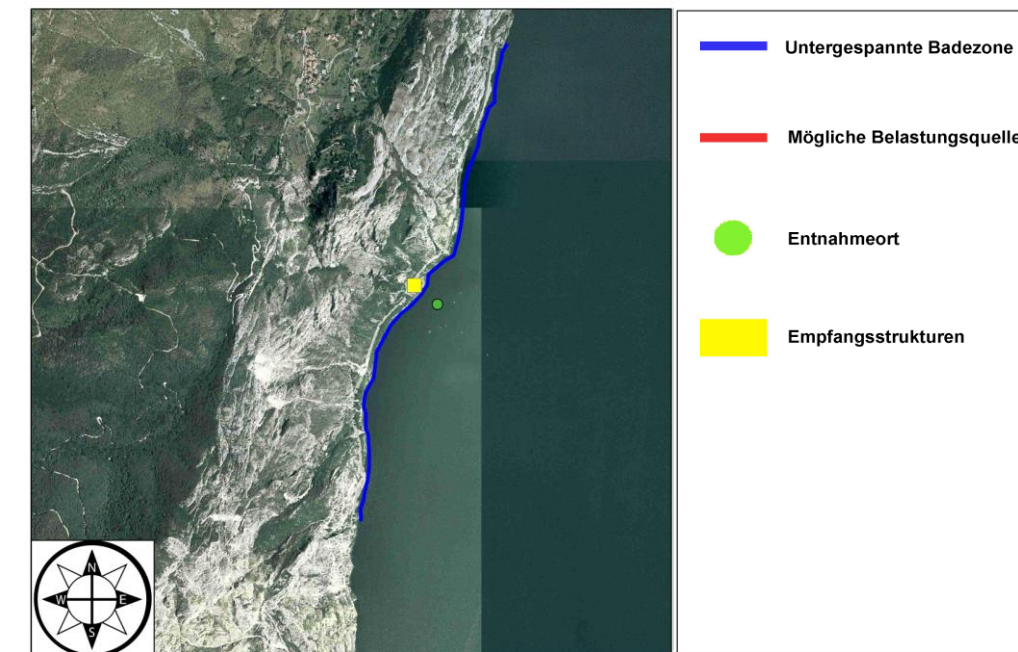 Untergespannte Badezone
Mögliche Belastungsquelle
Entnahmeort
Empfangsstrukturen
N
W E
S